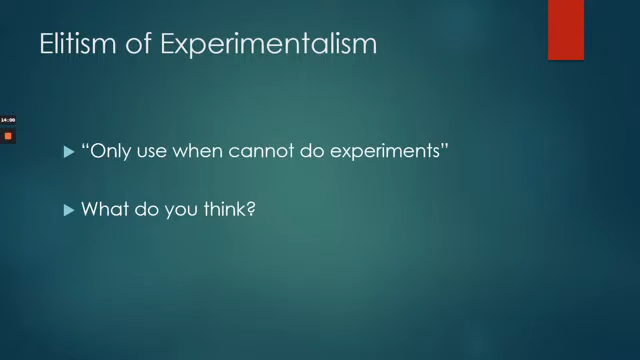 Elitism of Experimentalism
14:00
“Only use when cannot do experiments”
What do you think?